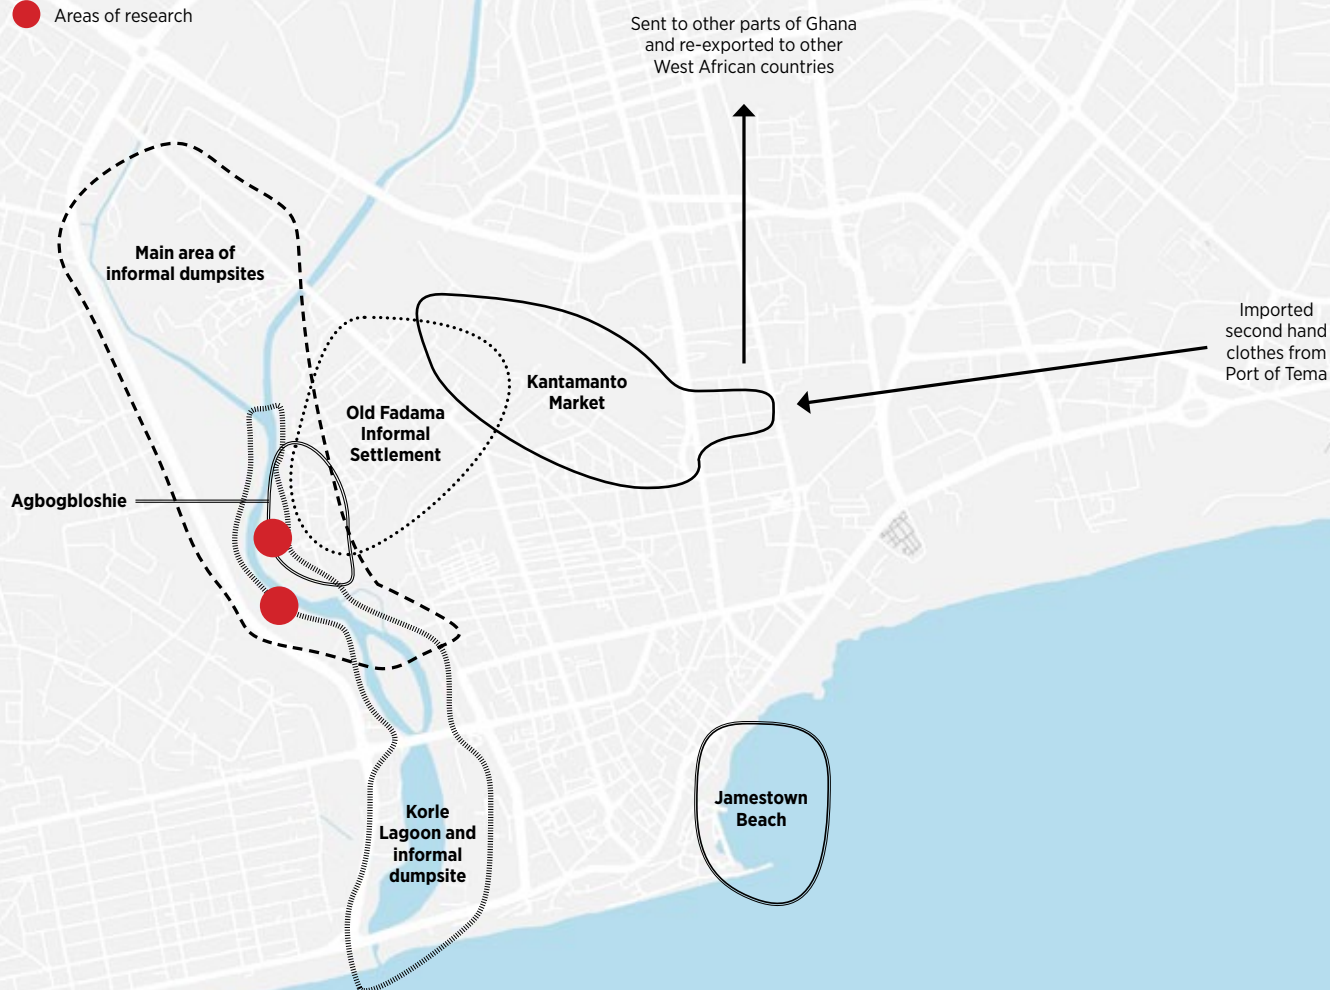 Areas of research
Sent to other parts of Ghana
and re-exported to other
West African countries
Main area of
informal dumpsites
Imported
second hand
clothes from
Port of Tema
Kantamanto
Market
Old Fadama
Informal
Settlement
Agbogbloshie
Jamestown
Beach
Korle
Lagoon and
informal
dumpsite